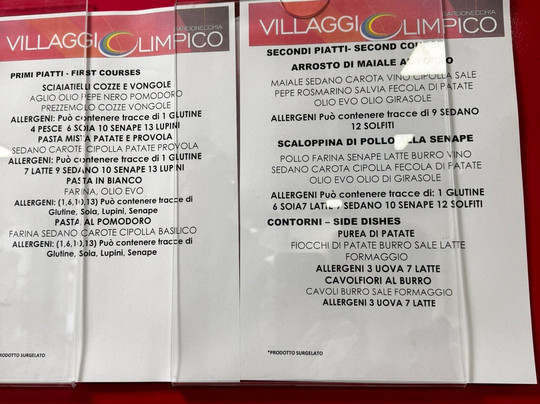 BARDONECCHIA
VILLAGGIO OLIMPICO
PRIMI PIATTI - FIRST COURSES
SCIAIATIELLI COZZE E VONGOLE
AGLIO OLIO PEPE NERO POMODORO
PREZZEMOLO COZZE VONGOLE
ALLERGENI: Può contenere tracce di 1 GLUTINE
4 PESCE 6 SOIA 10 SENAPE 13 LUPINI
PASTA MISTA PATATE E PROVOLA
SEDANO CAROTE CIPOLLA PATATE PROVOLA
ALLERGENI: Può contenere tracce di: 1 GLUTINE
7 LATTE 9 SEDANO 10 SENAPE 13 LUPINI
PASTA IN BIANCO
FARINA, OLIO EVO
ALLERGENI: (1,6,10,13) Può contenere tracce di
Glutine, Soia, Lupini, Senape
PASTA AL POMODORO
FARINA SEDANO CAROTE CIPOLLA BASILICO
ALLERGENI: (1,6,10,13) Può contenere tracce di
Glutine, Soia, Lupini, Senape
*PRODOTTO SURGELATO
BARDONECCHIA
VILLAGGIO OLIMPICO
SECONDI PIATTI- SECOND COURSE
ARROSTO DI MAIALE AL FORNO
MAIALE SEDANO CAROTA VINO CIPOLLA SALE
PEPE ROSMARINO SALVIA FECOLA DI PATATE
OLIO EVO OLIO GIRASOLE
ALLERGENI Può contenere tracce di 9 SEDANO
12 SOLFITI
SCALOPPINA DI POLLO ALLA SENAPE
POLLO FARINA SENAPE LATTE BURRO VINO
SEDANO CAROTA CIPOLLA FECOLA DI PATATE
OLIO EVO OLIO DI GIRASOLE
ALLERGENI Può contenere tracce di: 1 GLUTINE
6 SOIA7 LATTE 9 SEDANO 10 SENAPE 12 SOLFITI
CONTORNI – SIDE DISHES
PUREA DI PATATE
FIOCCHI DI PATATE BURRO SALE LATTE
FORMAGGIO
ALLERGENI 3 UOVA 7 LATTE
CAVOLFIORI AL BURRO
CAVOLI BURRO SALE FORMAGGIO
ALLERGENI 3 UOVA 7 LATTE
*PRODOTTO SURGELATO